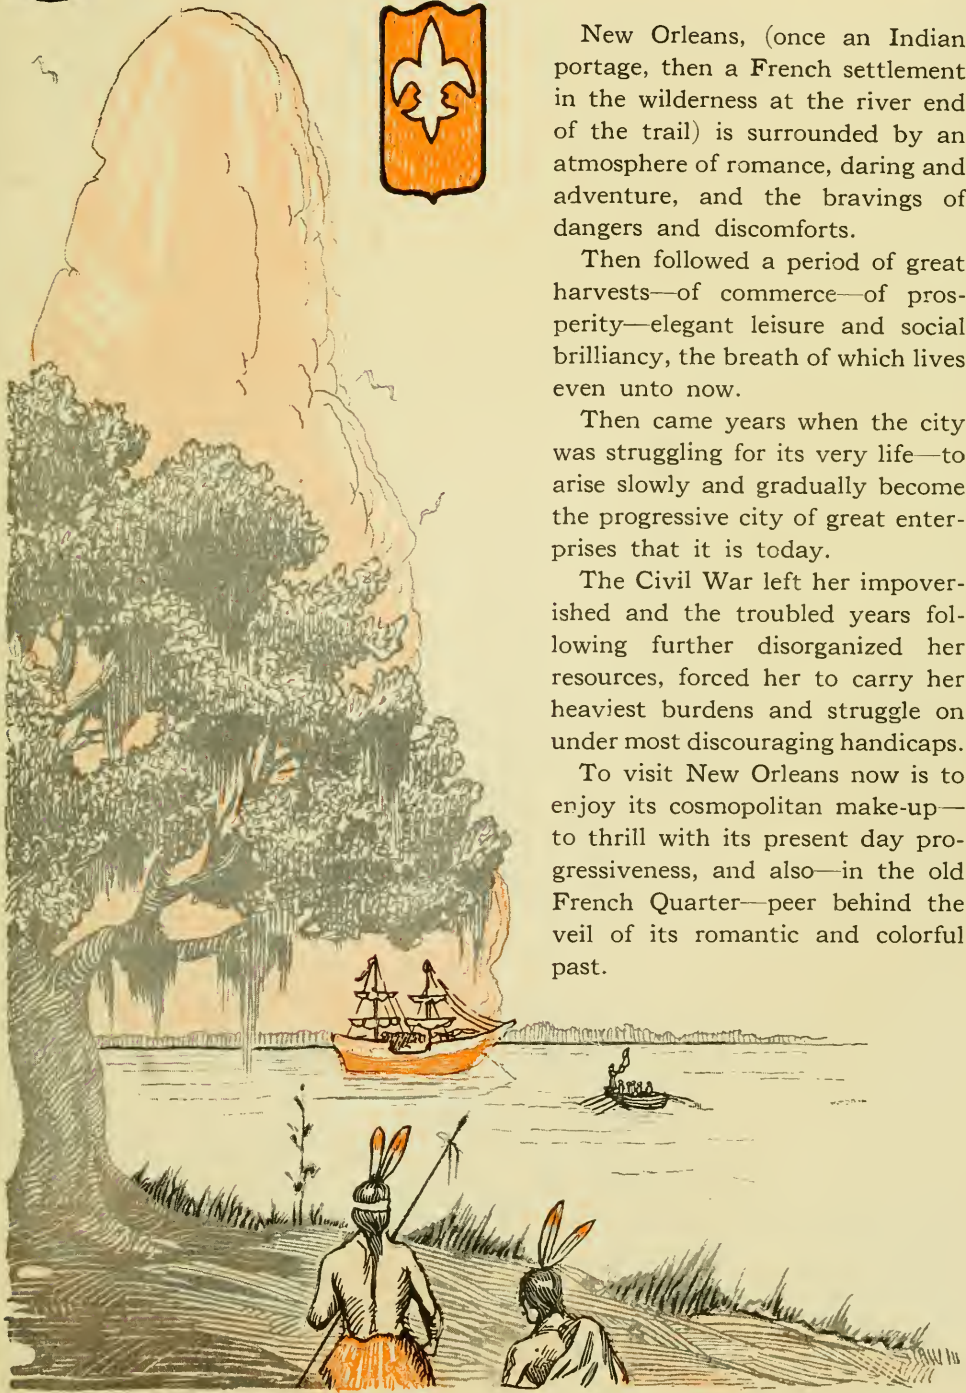 New Orleans, (once an Indian
portage, then a French settlement
in the wilderness at the river end
of the trail) is surrounded by an
atmosphere of romance, daring and
adventure, and the bravings of
dangers and discomforts.
Then followed a period of great
harvests—of commerce—of pros-
perity—elegant leisure and social
brilliancy, the breath of which lives
even unto now.
Then came years when the city
was struggling for its very life—to
arise slowly and gradually become
the progressive city of great enter-
prises that it is today.
The Civil War left her impover-
ished and the troubled years fol-
lowing further disorganized her
resources, forced her to carry her
heaviest burdens and struggle on
under most discouraging handicaps.
To visit New Orleans now is to
enjoy its cosmopolitan make-up—
to thrill with its present day pro-
gressiveness, and also—in the old
French Quarter—peer behind the
veil of its romantic and colorful
past.